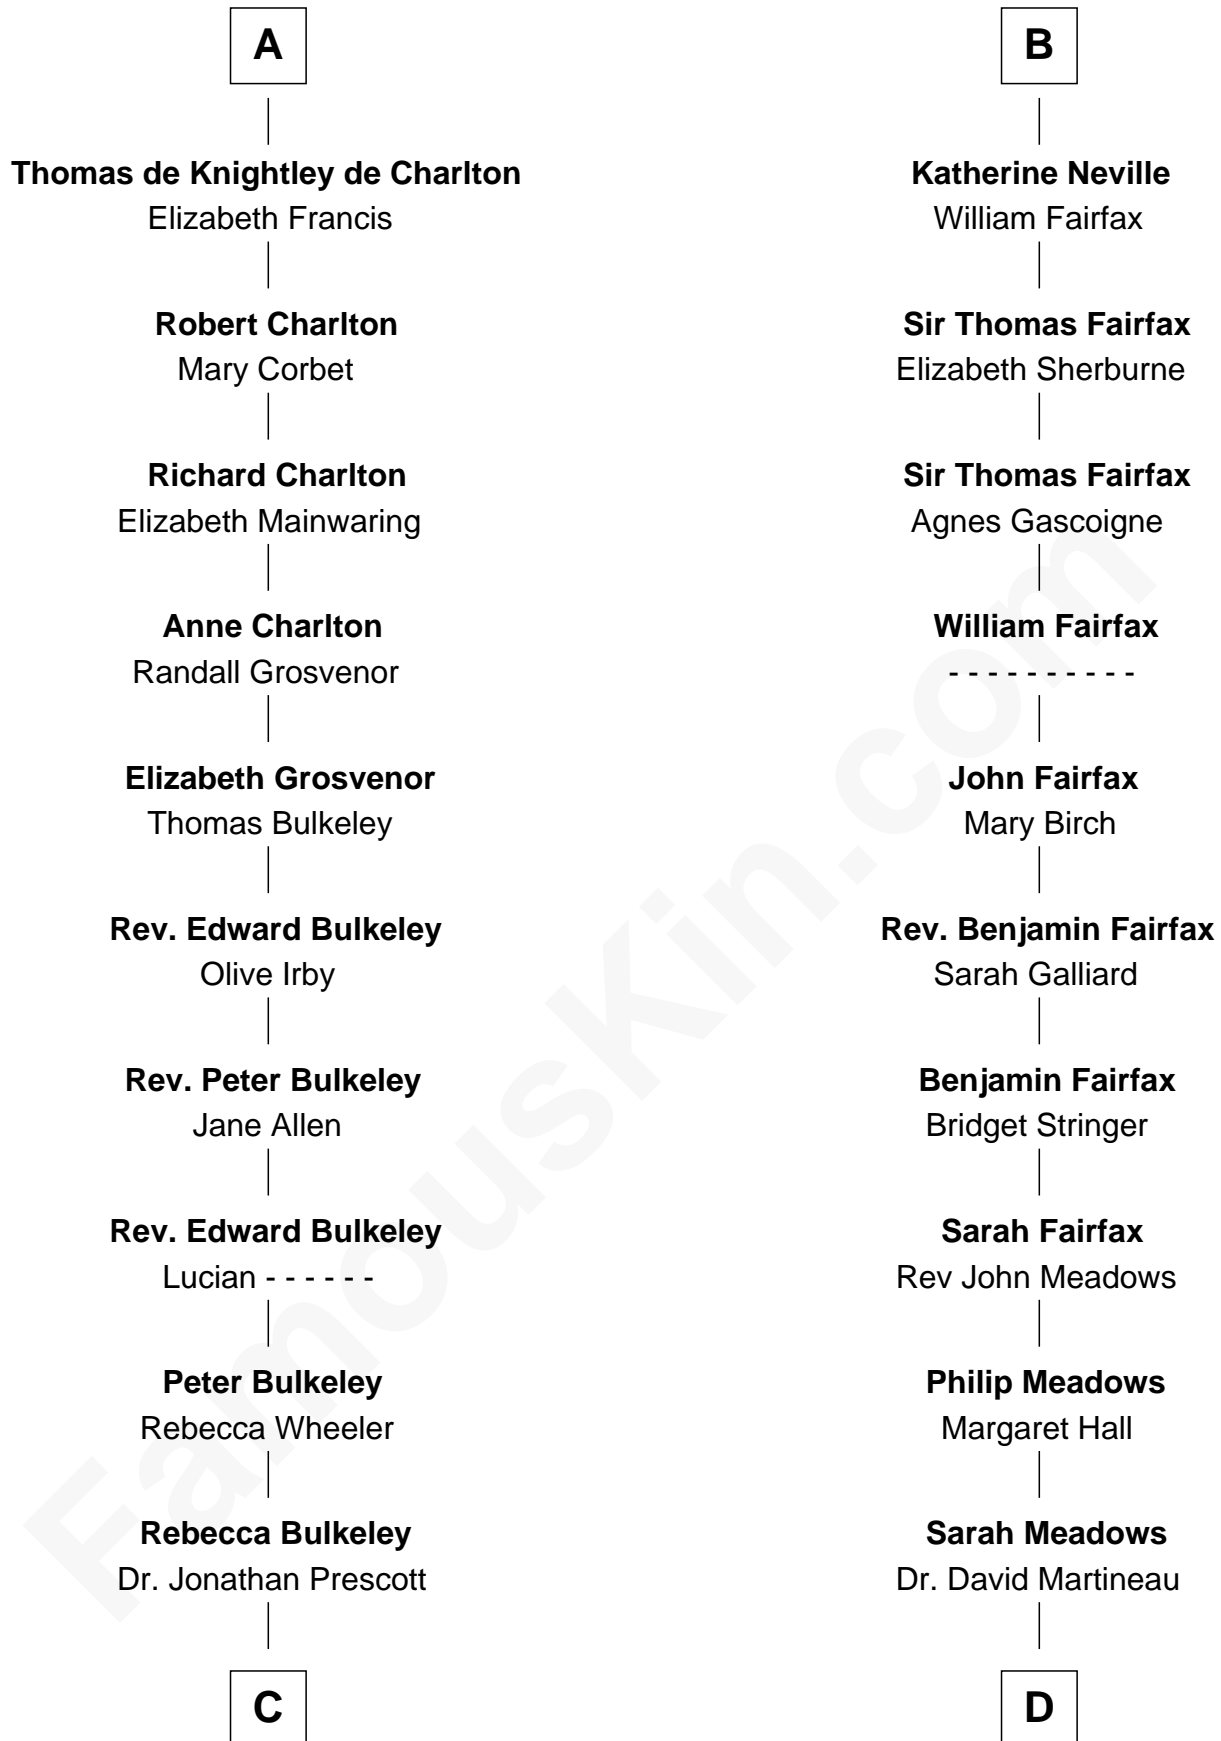 A
Thomas de Knightley de Charlton
Elizabeth Francis
Robert Charlton
Mary Corbet
Richard Charlton
Elizabeth Mainwaring
Anne Charlton
Randall Grosvenor
Elizabeth Grosvenor
Thomas Bulkeley
Rev. Edward Bulkeley
Olive Irby
Rev. Peter Bulkeley
Jane Allen
Rev. Edward Bulkeley
Lucian - - - - - -
Peter Bulkeley
Rebecca Wheeler
Rebecca Bulkeley
Dr. Jonathan Prescott
C
B
Katherine Neville
William Fairfax
Sir Thomas Fairfax
Elizabeth Sherburne
Sir Thomas Fairfax
Agnes Gascoigne
William Fairfax
- - - - - - - - - -
John Fairfax
Mary Birch
Rev. Benjamin Fairfax
Sarah Galliard
Benjamin Fairfax
Bridget Stringer
Sarah Fairfax
Rev John Meadows
Philip Meadows
Margaret Hall
Sarah Meadows
Dr. David Martineau
D
FamousKin.com